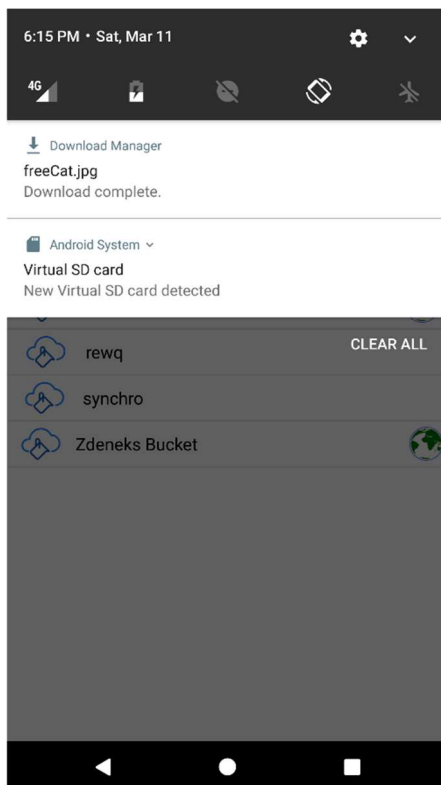 6:15 PM • Sat, Mar 11
4G
Download Manager
freeCat.jpg
Download complete.
Android System
Virtual SD card
New Virtual SD card detected
CLEAR ALL
rewq
synchro
Zdeneks Bucket